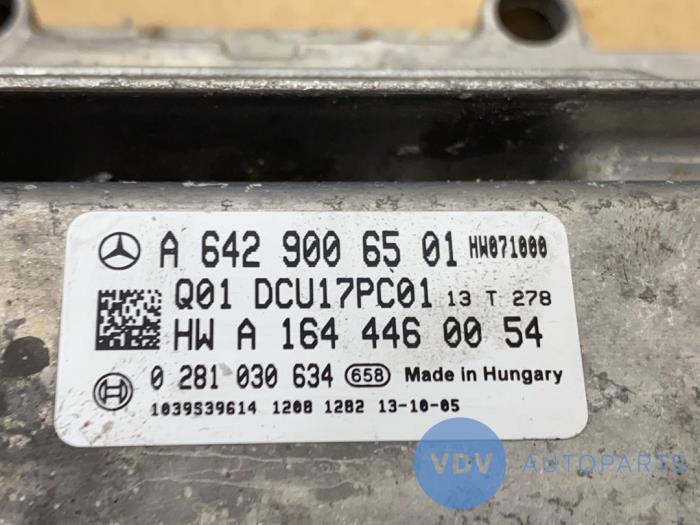 A 642 900 65 01 HW071000
Q01 DCU17PC01 13 T 278
HW A 164 446 00 54
0 281 030 634 658 Made in Hungary
1039S39614 1208 1282 13-10-05
VDV AUTOPARTS